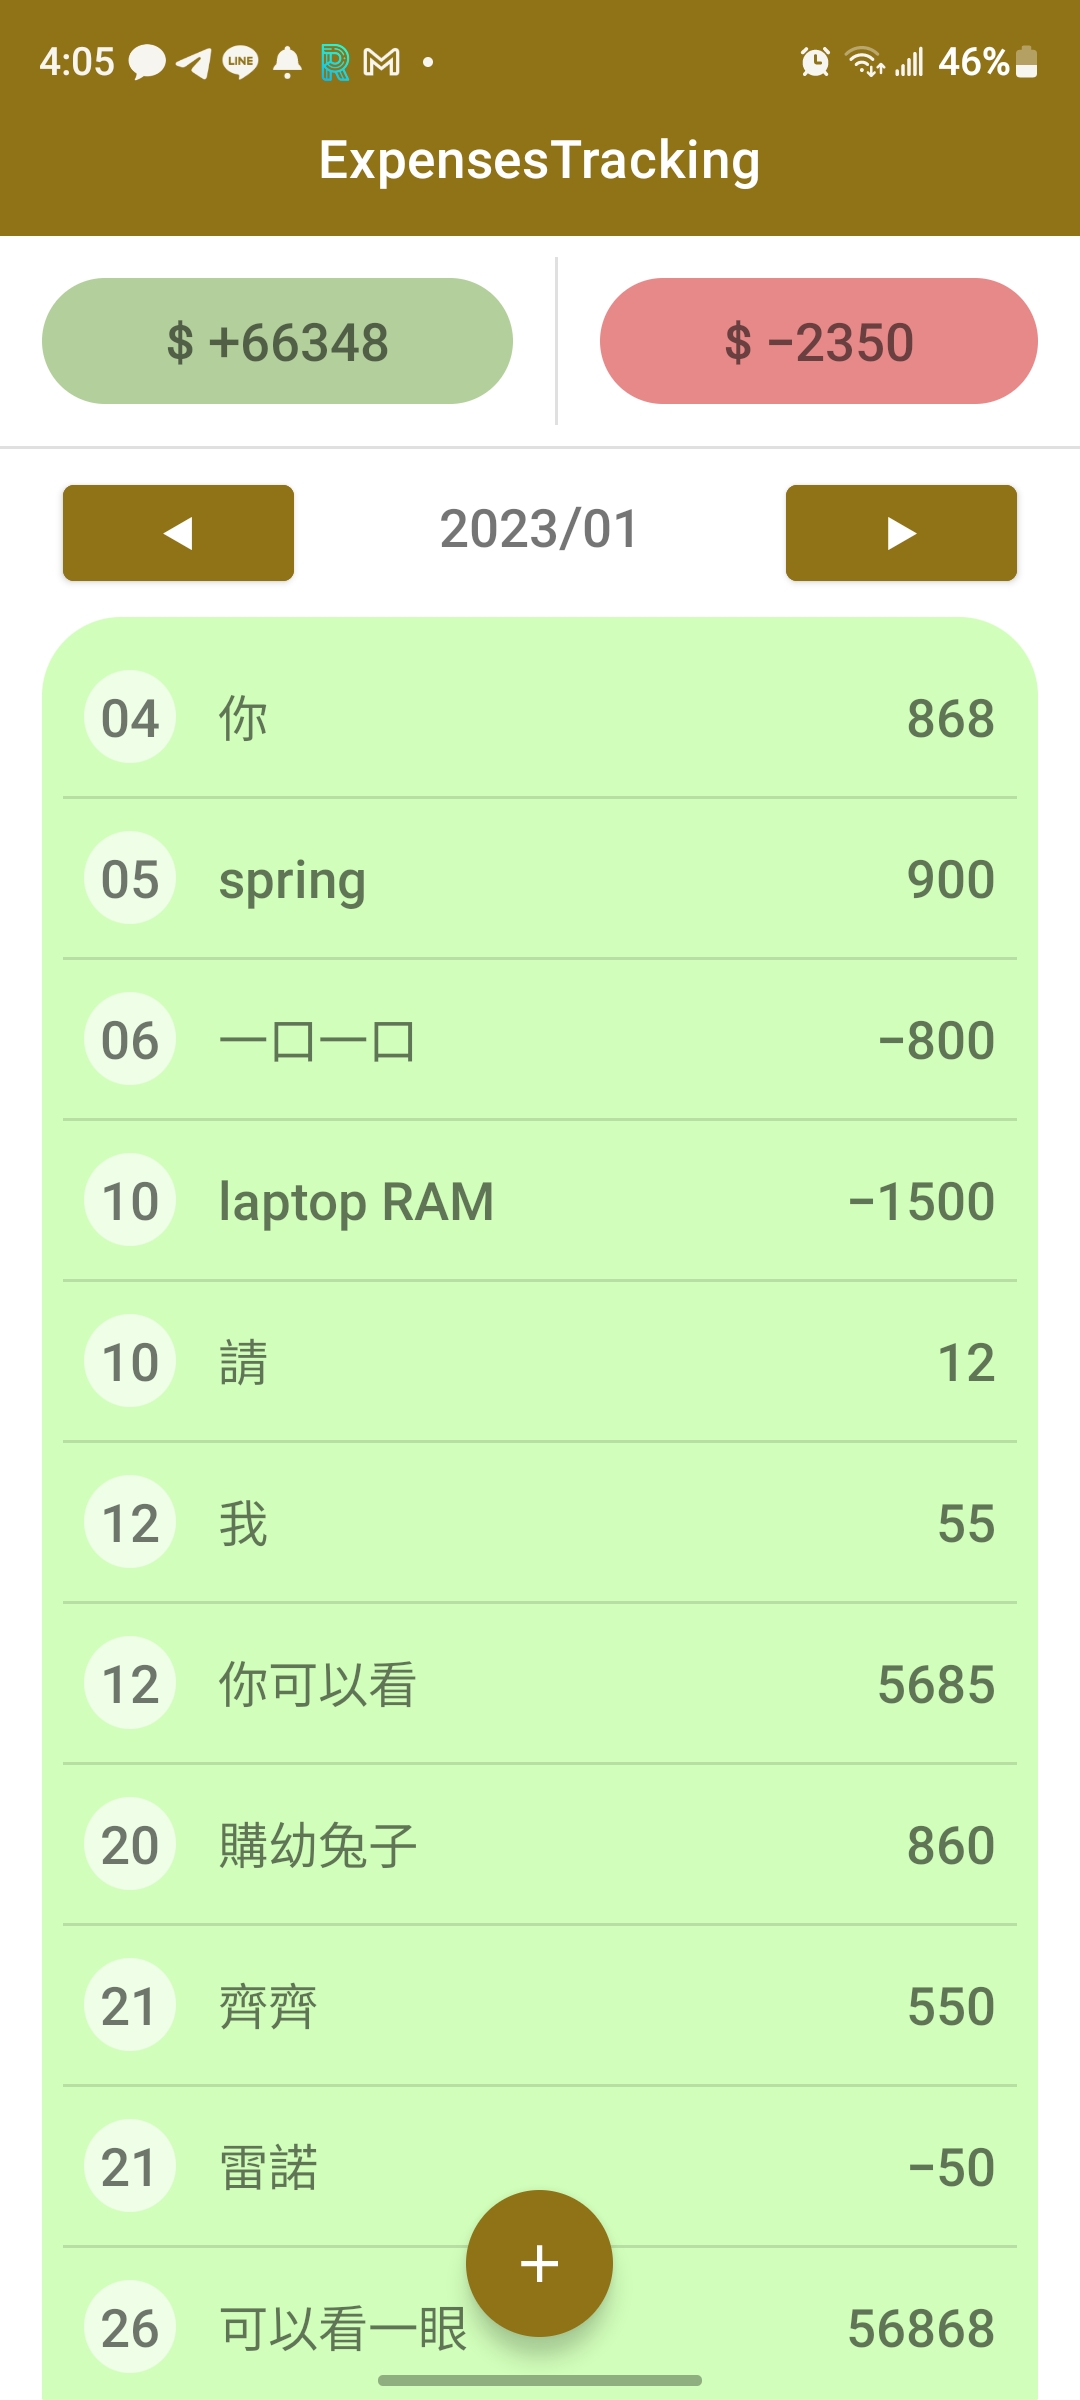 4:05 LINE 46%
ExpensesTracking
$ +66348 $ −2350
2023/01
04 你 868
05 spring 900
06 一口一口 −800
10 laptop RAM −1500
10 請 12
12 我 55
12 你可以看 5685
20 購幼兔子 860
21 齊齊 550
21 雷諾 −50
26 可以看一眼 56868